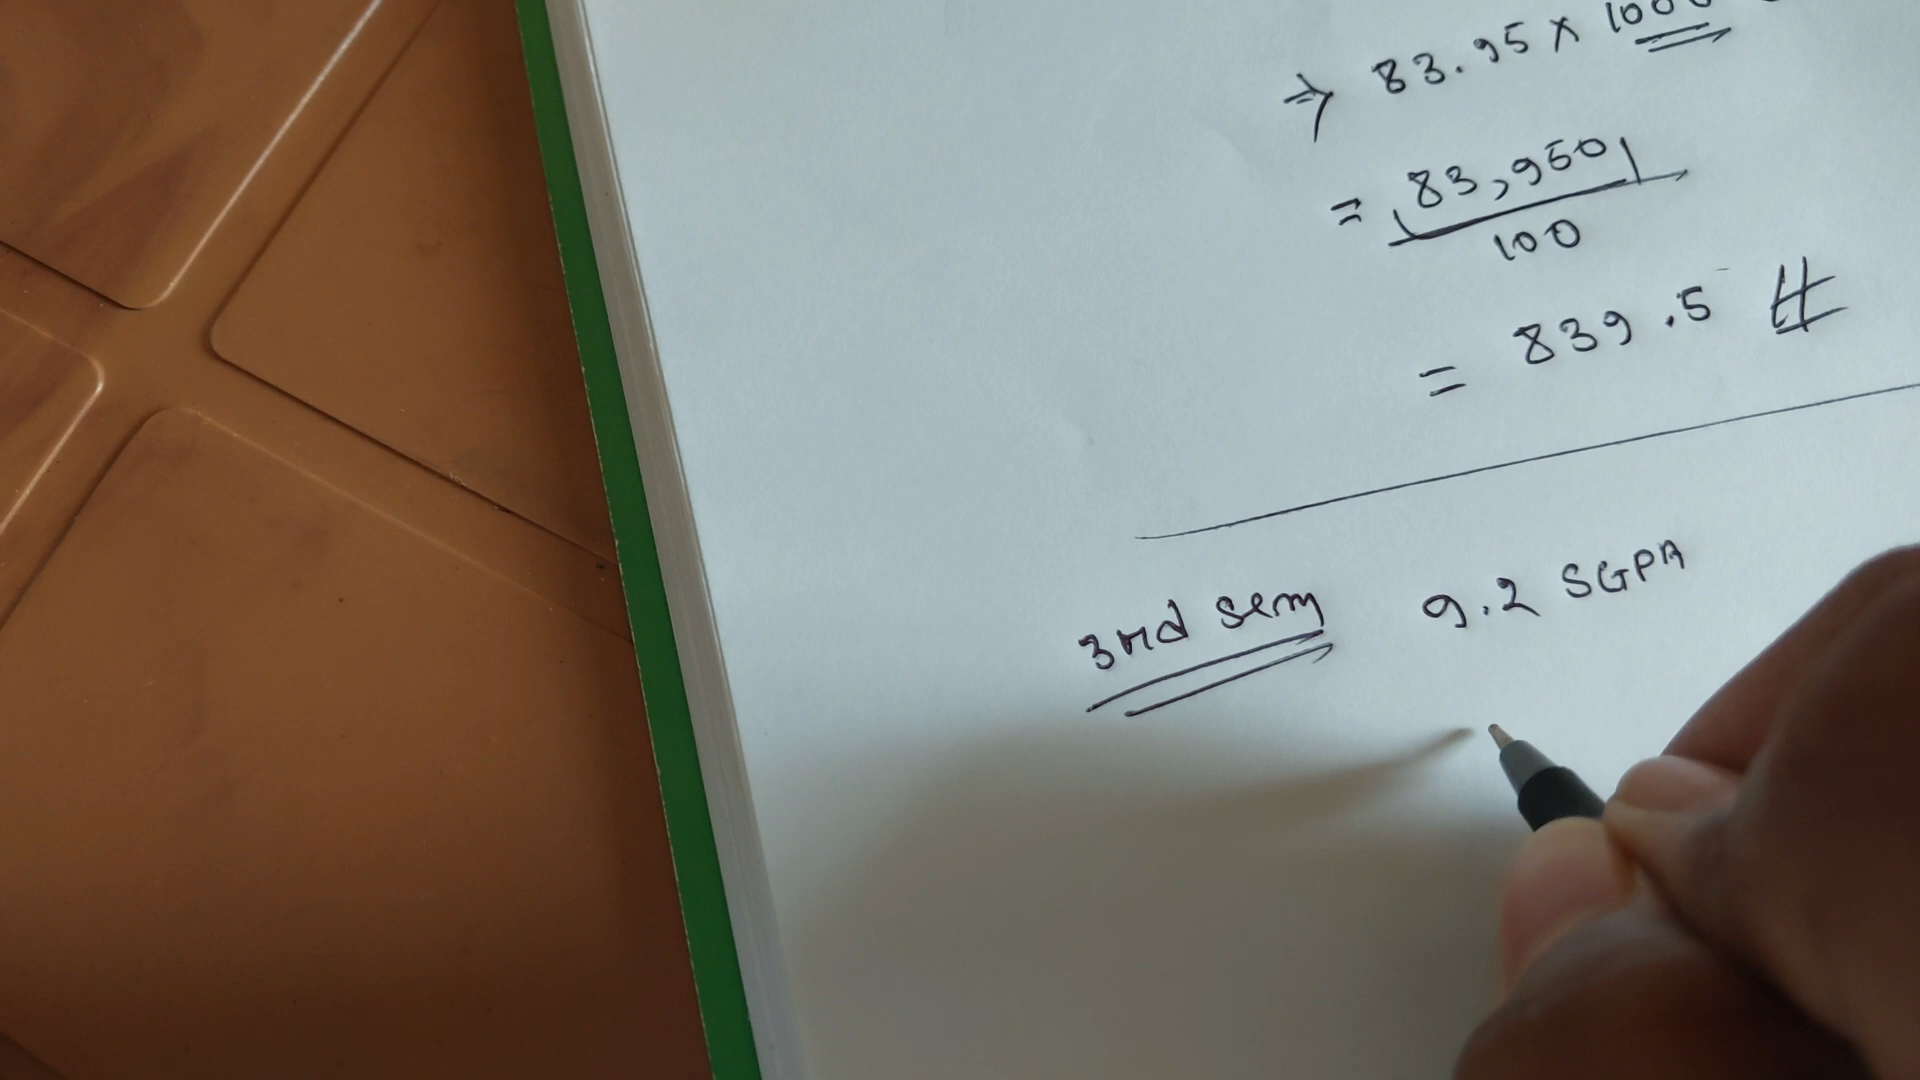 ⇒ 83.95 × 1000
= 83,950
100
= 839.5 #
3rd sem 9.2 SGPA